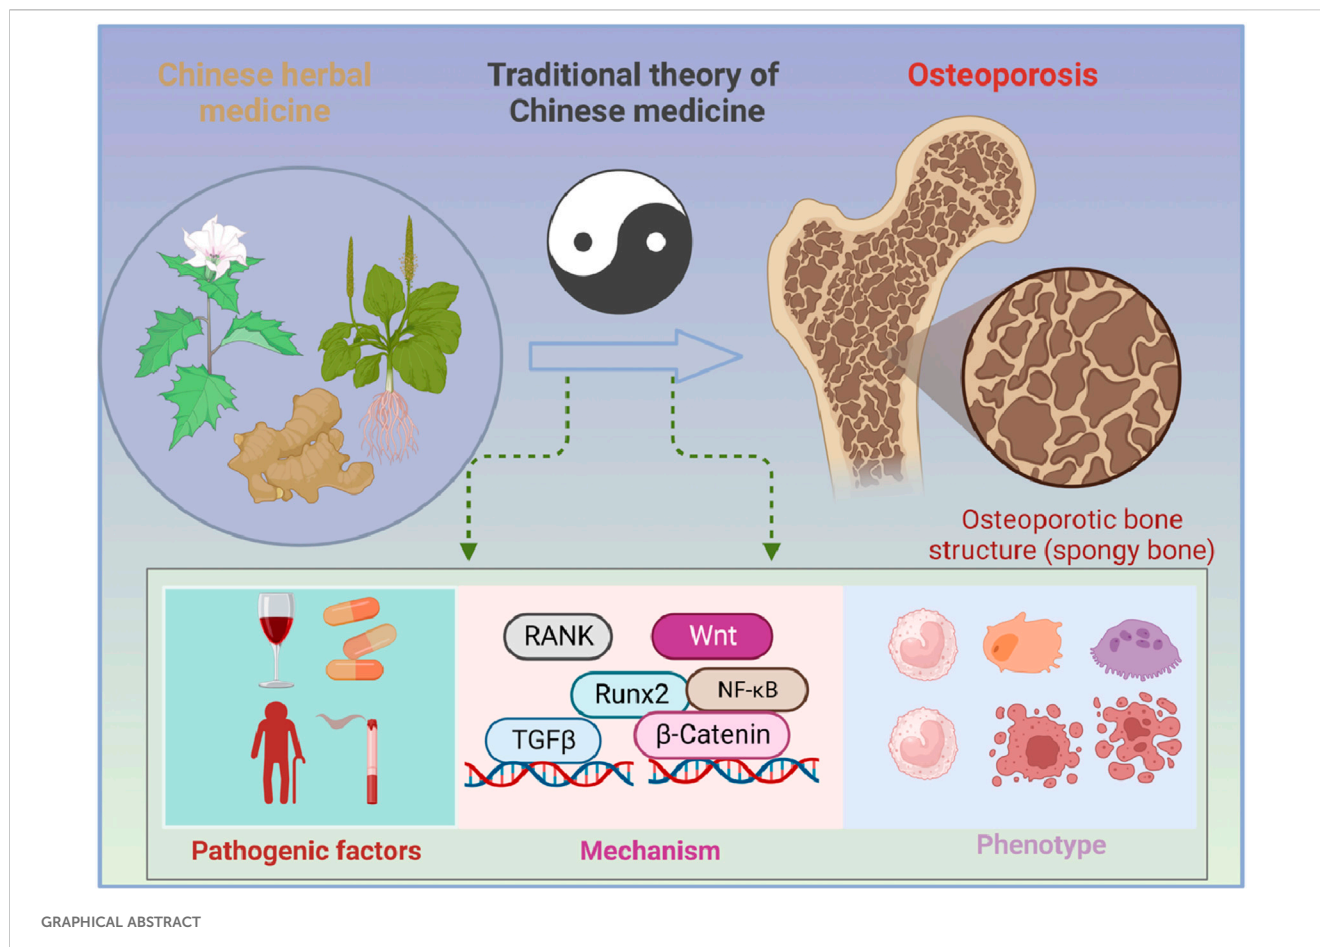 Chinese herbal
medicine
Traditional theory of
Chinese medicine
Osteoporosis
Osteoporotic bone
structure (spongy bone)
RANK
Wnt
Runx2
NF-κB
TGFβ
β-Catenin
Pathogenic factors
Mechanism
Phenotype
GRAPHICAL ABSTRACT